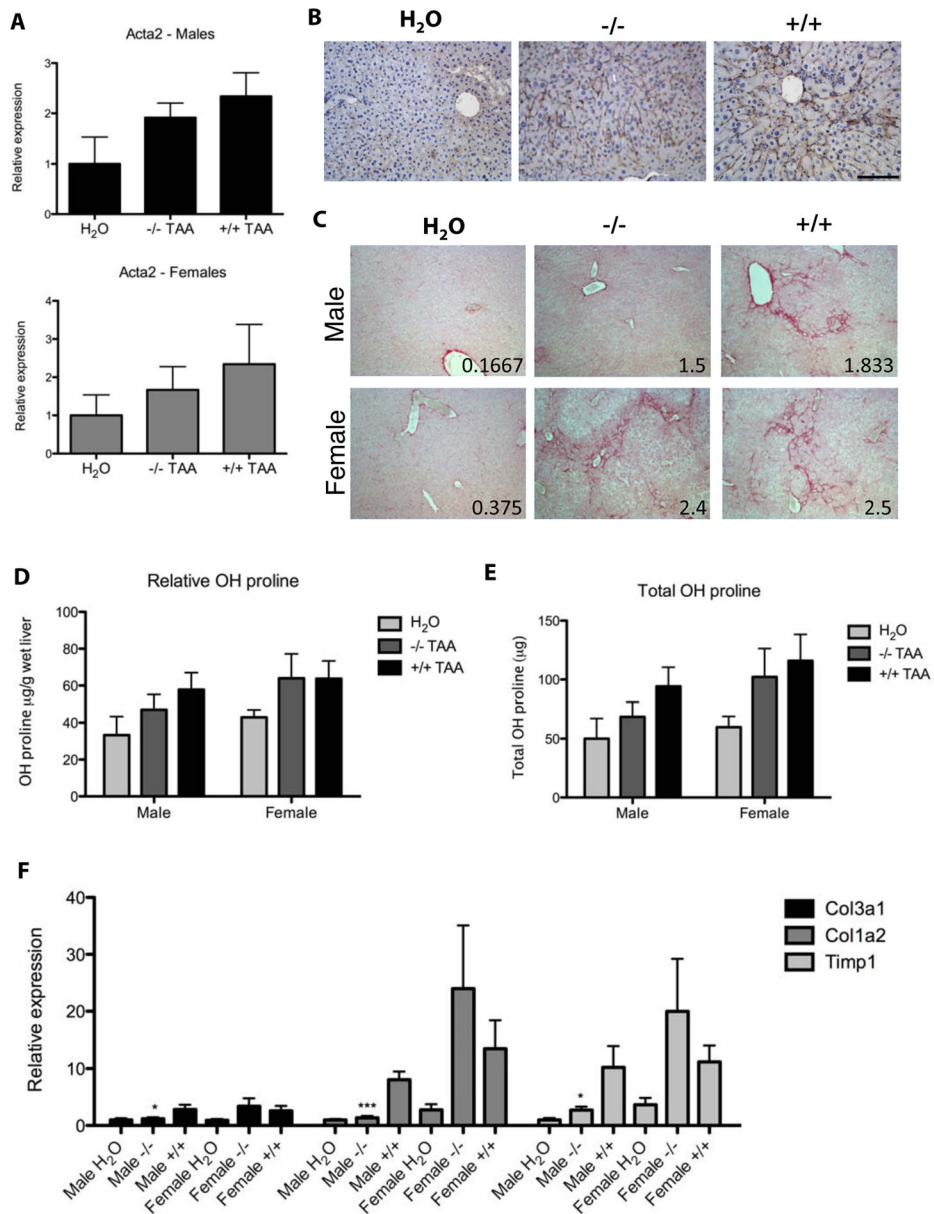 A
Acta2 - Males
Relative expression
3
2
1
0
H₂O
-/- TAA
+/+ TAA
Acta2 - Females
Relative expression
4
3
2
1
0
H₂O
-/- TAA
+/+ TAA
B
H₂O
-/-
+/+
C
H₂O
-/-
+/+
Male
0.1667
1.5
1.833
Female
0.375
2.4
2.5
D
Relative OH proline
OH proline µg/g wet liver
100
80
60
40
20
0
Male
Female
H₂O
-/- TAA
+/+ TAA
E
Total OH proline
Total OH proline (µg)
150
100
50
0
Male
Female
H₂O
-/- TAA
+/+ TAA
F
Relative expression
40
30
20
10
0
*
***
*
Col3a1
Col1a2
Timp1
Male H₂O
Male -/-
Male +/+
Female H₂O
Female -/-
Female +/+
Male H₂O
Male -/-
Male +/+
Female H₂O
Female -/-
Female +/+
Male H₂O
Male -/-
Male +/+
Female H₂O
Female -/-
Female +/+